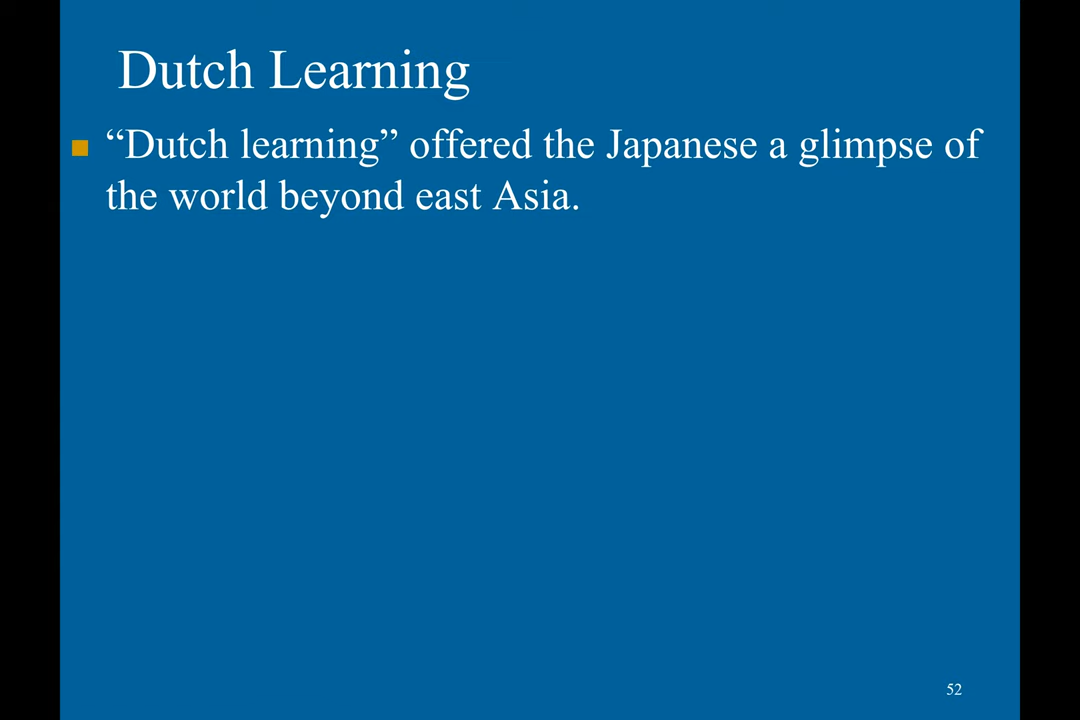 Dutch Learning
“Dutch learning” offered the Japanese a glimpse of
the world beyond east Asia.
52